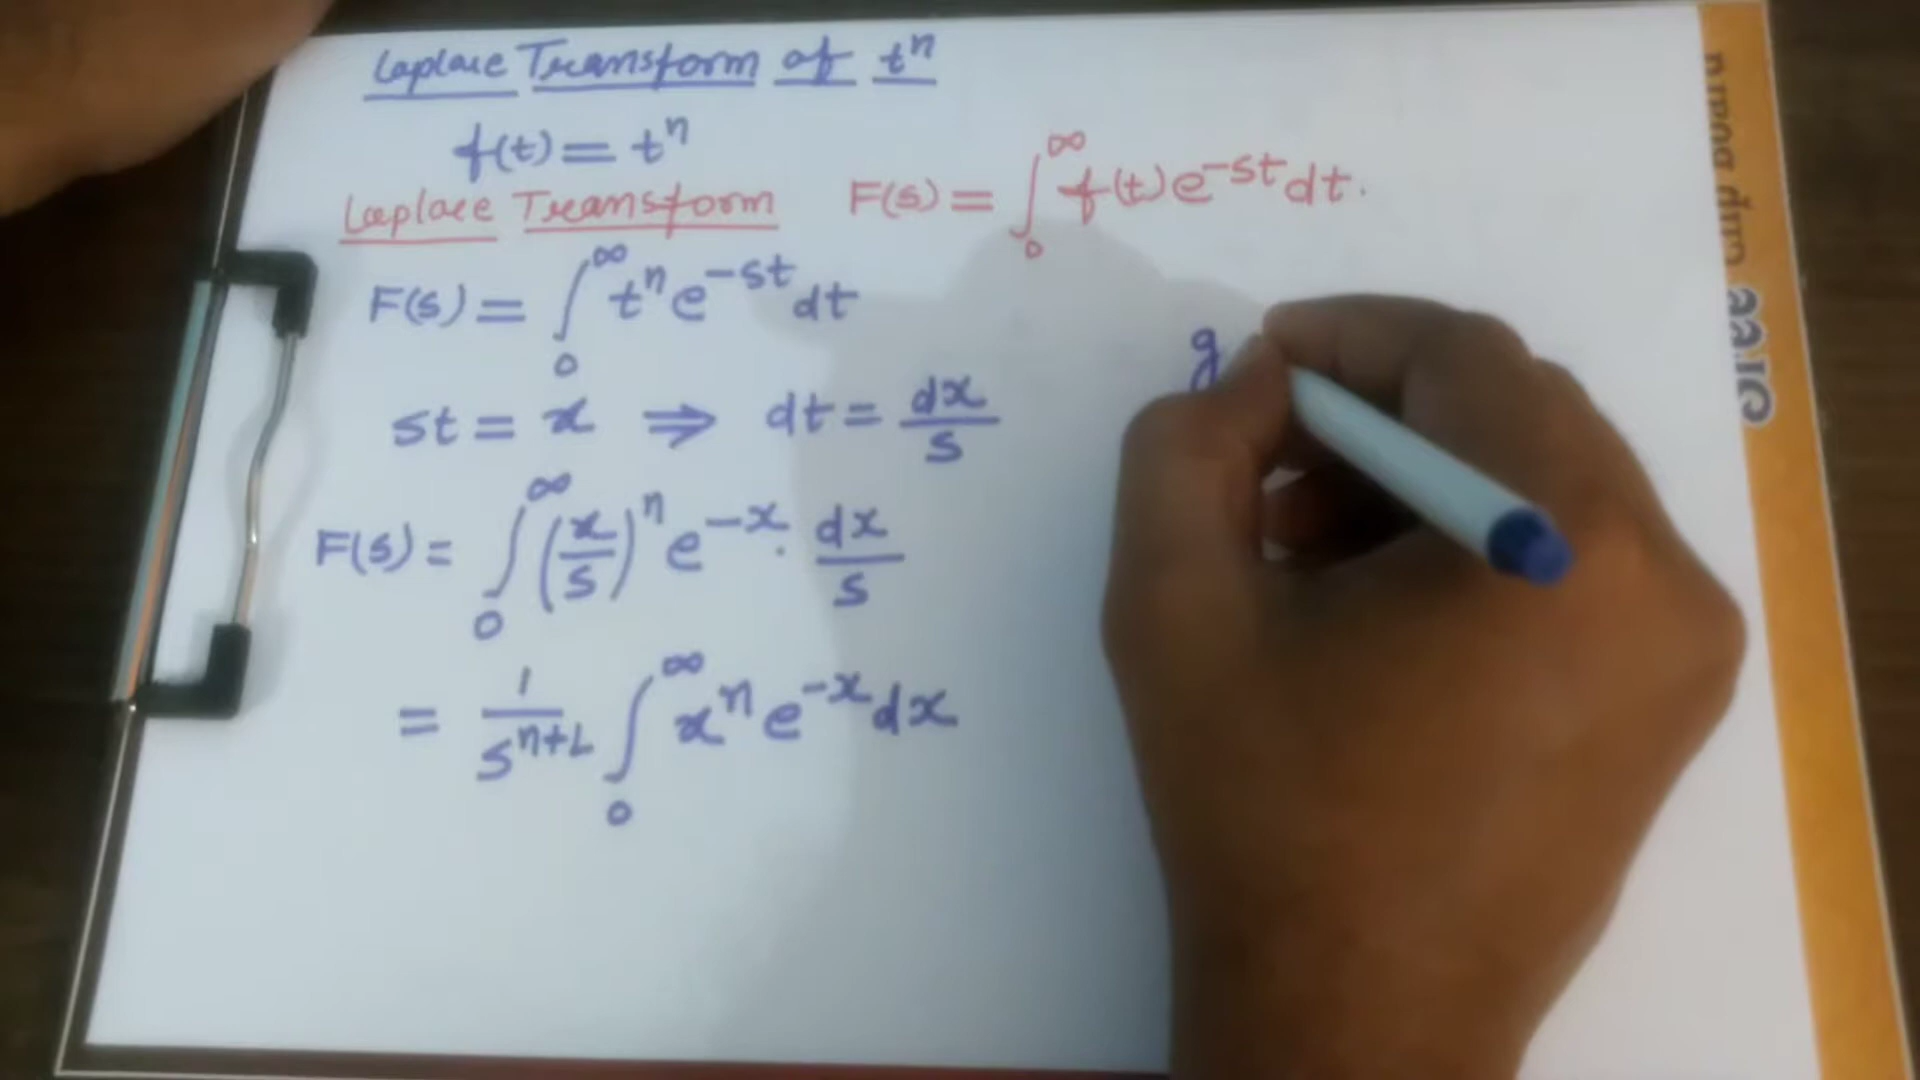 Laplace Transform of tⁿ
f(t) = tⁿ
Laplace Transform F(s) = ∫₀^∞ f(t)e^{-st}dt.
F(s) = ∫₀^∞ tⁿ e^{-st} dt
st = x ⇒ dt = dx/s
g
F(s) = ∫₀^∞ (x/s)ⁿ e^{-x} · dx/s
= 1/s^{n+1} ∫₀^∞ xⁿ e^{-x} dx